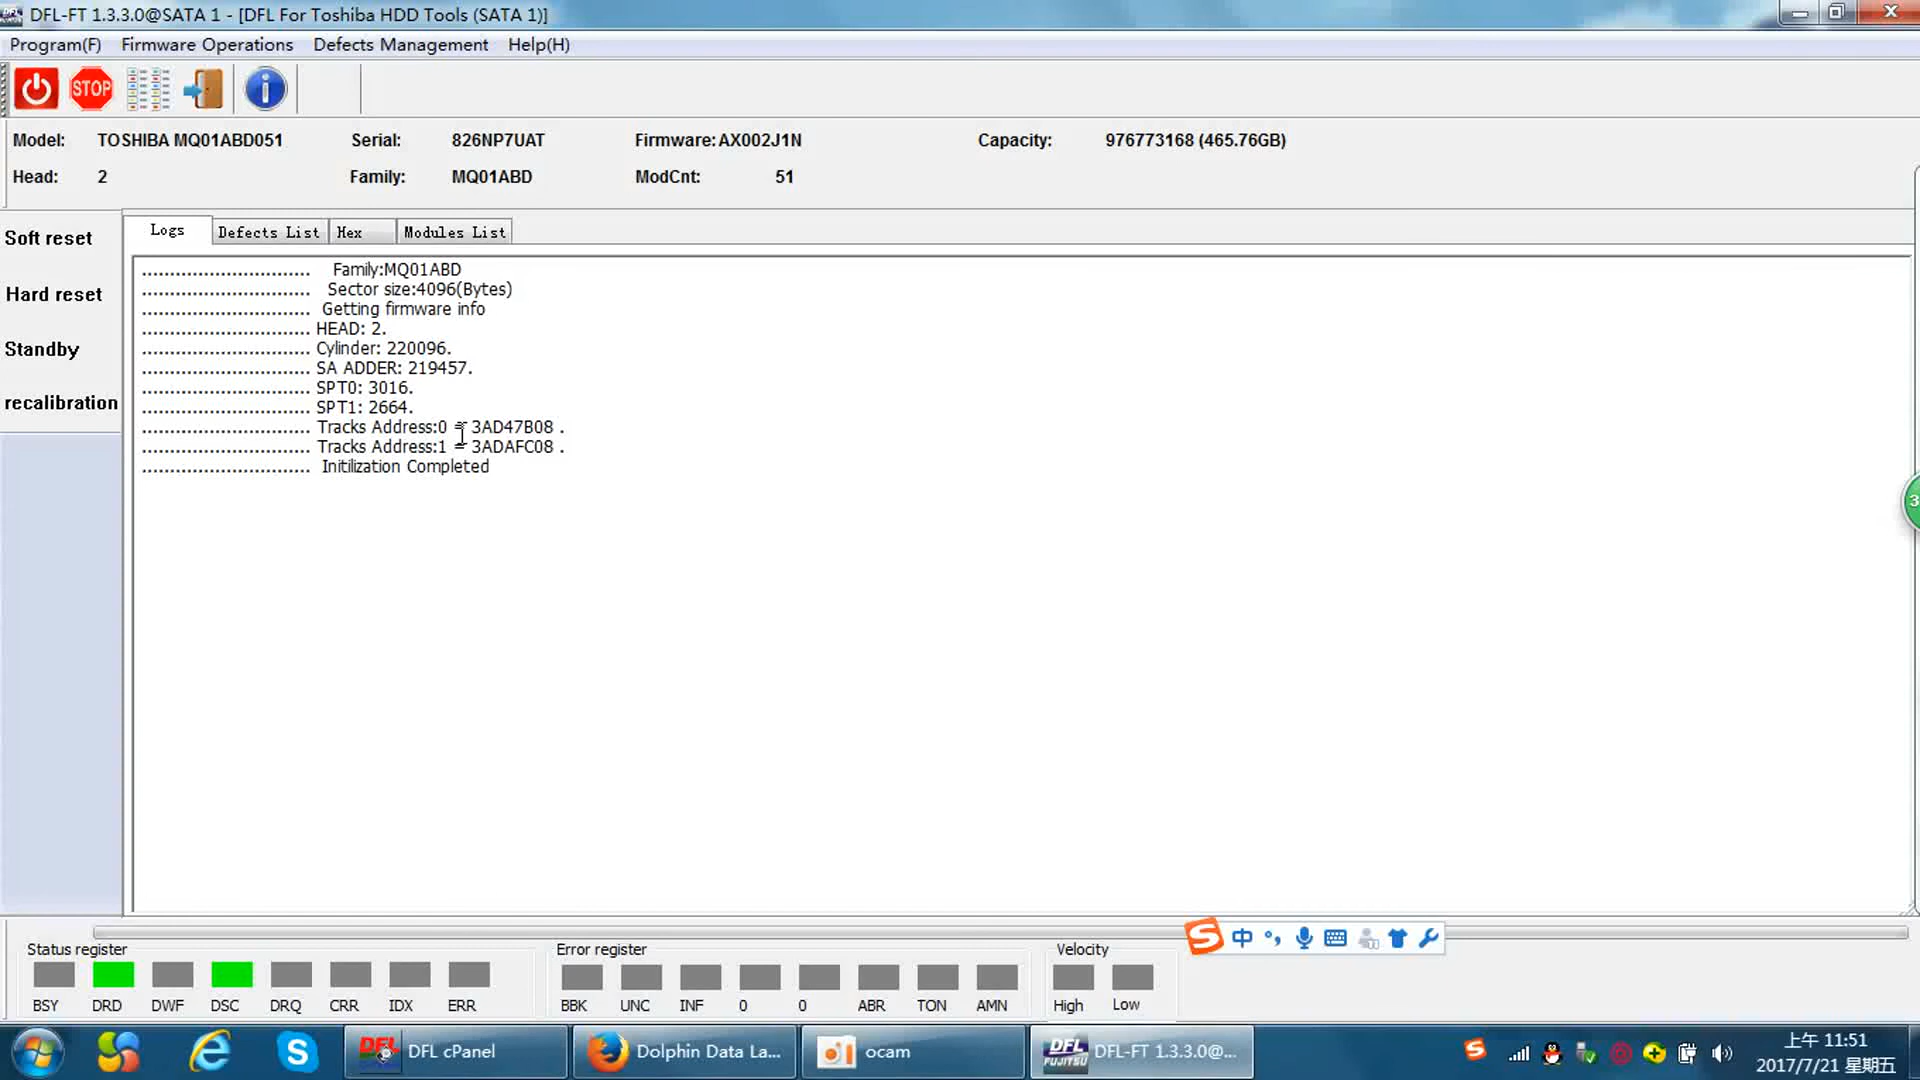 DFL-FT 1.3.3.0@SATA 1 - [DFL For Toshiba HDD Tools (SATA 1)]
Program(F) Firmware Operations Defects Management Help(H)
STOP
Model: TOSHIBA MQ01ABD051 Serial: 826NP7UAT Firmware: AX002J1N Capacity: 976773168 (465.76GB)
Head: 2 Family: MQ01ABD ModCnt: 51
Soft reset
Hard reset
Standby
recalibration
Logs Defects List Hex Modules List
.............................. Family:MQ01ABD
.............................. Sector size:4096(Bytes)
.............................. Getting firmware info
.............................. HEAD: 2.
.............................. Cylinder: 220096.
.............................. SA ADDER: 219457.
.............................. SPT0: 3016.
.............................. SPT1: 2664.
.............................. Tracks Address:0 = 3AD47B08 .
.............................. Tracks Address:1 = 3ADAFC08 .
.............................. Initilization Completed
3
中
Status register Error register Velocity
BSY DRD DWF DSC DRQ CRR IDX ERR BBK UNC INF 0 0 ABR TON AMN High Low
DFL cPanel Dolphin Data La... ocam DFL-FT 1.3.3.0@...
DFL
DFL
FUJITSU
上午 11:51
2017/7/21 星期五